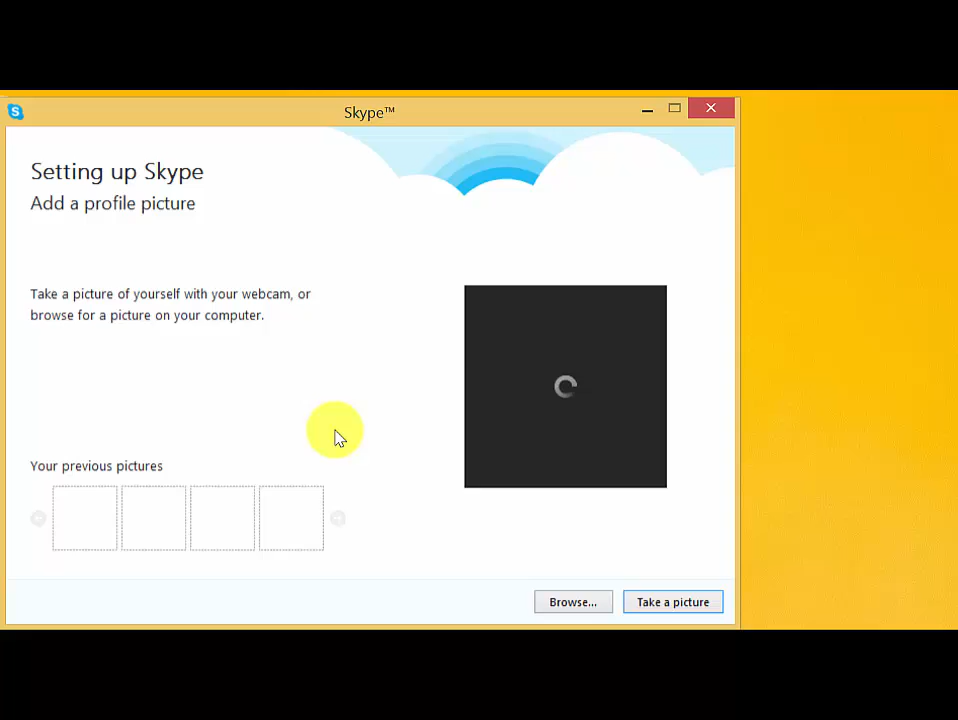 Skype™
Setting up Skype
Add a profile picture
Take a picture of yourself with your webcam, or
browse for a picture on your computer.
Your previous pictures
Browse...
Take a picture